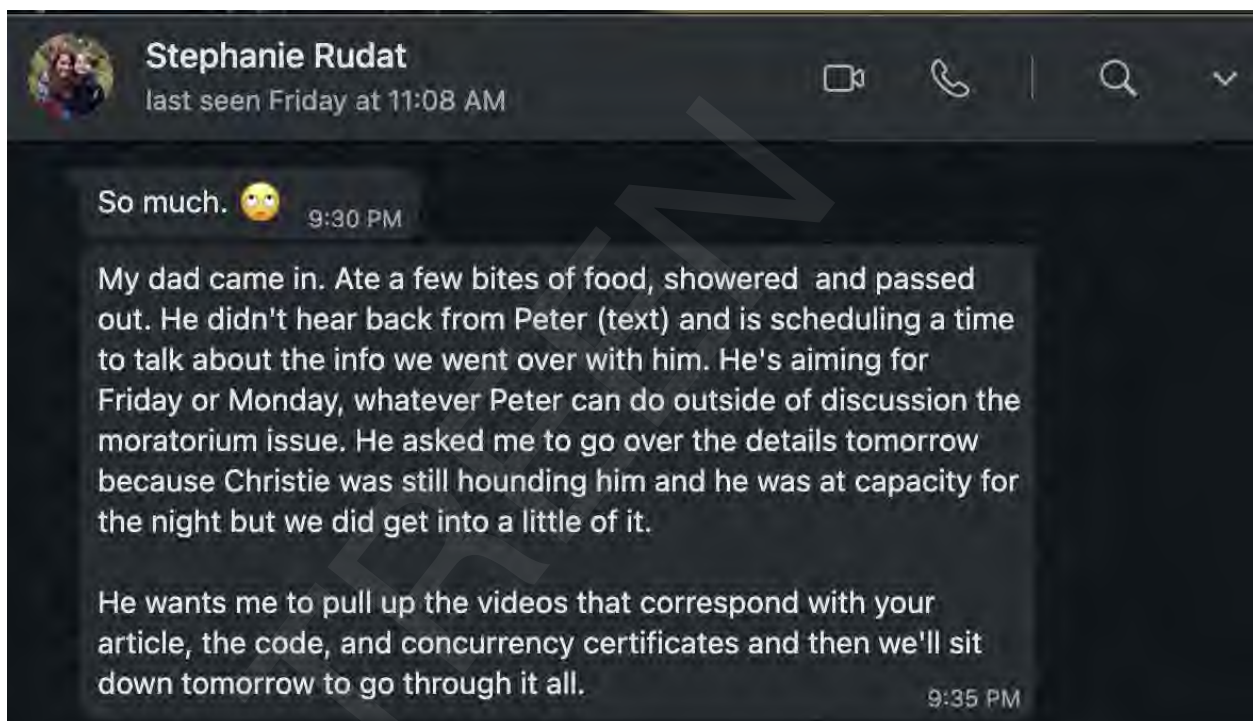 Stephanie Rudat
last seen Friday at 11:08 AM
So much. 🙄 9:30 PM
My dad came in. Ate a few bites of food, showered  and passed
out. He didn't hear back from Peter (text) and is scheduling a time
to talk about the info we went over with him. He's aiming for
Friday or Monday, whatever Peter can do outside of discussion the
moratorium issue. He asked me to go over the details tomorrow
because Christie was still hounding him and he was at capacity for
the night but we did get into a little of it.
He wants me to pull up the videos that correspond with your
article, the code, and concurrency certificates and then we'll sit
down tomorrow to go through it all.
9:35 PM